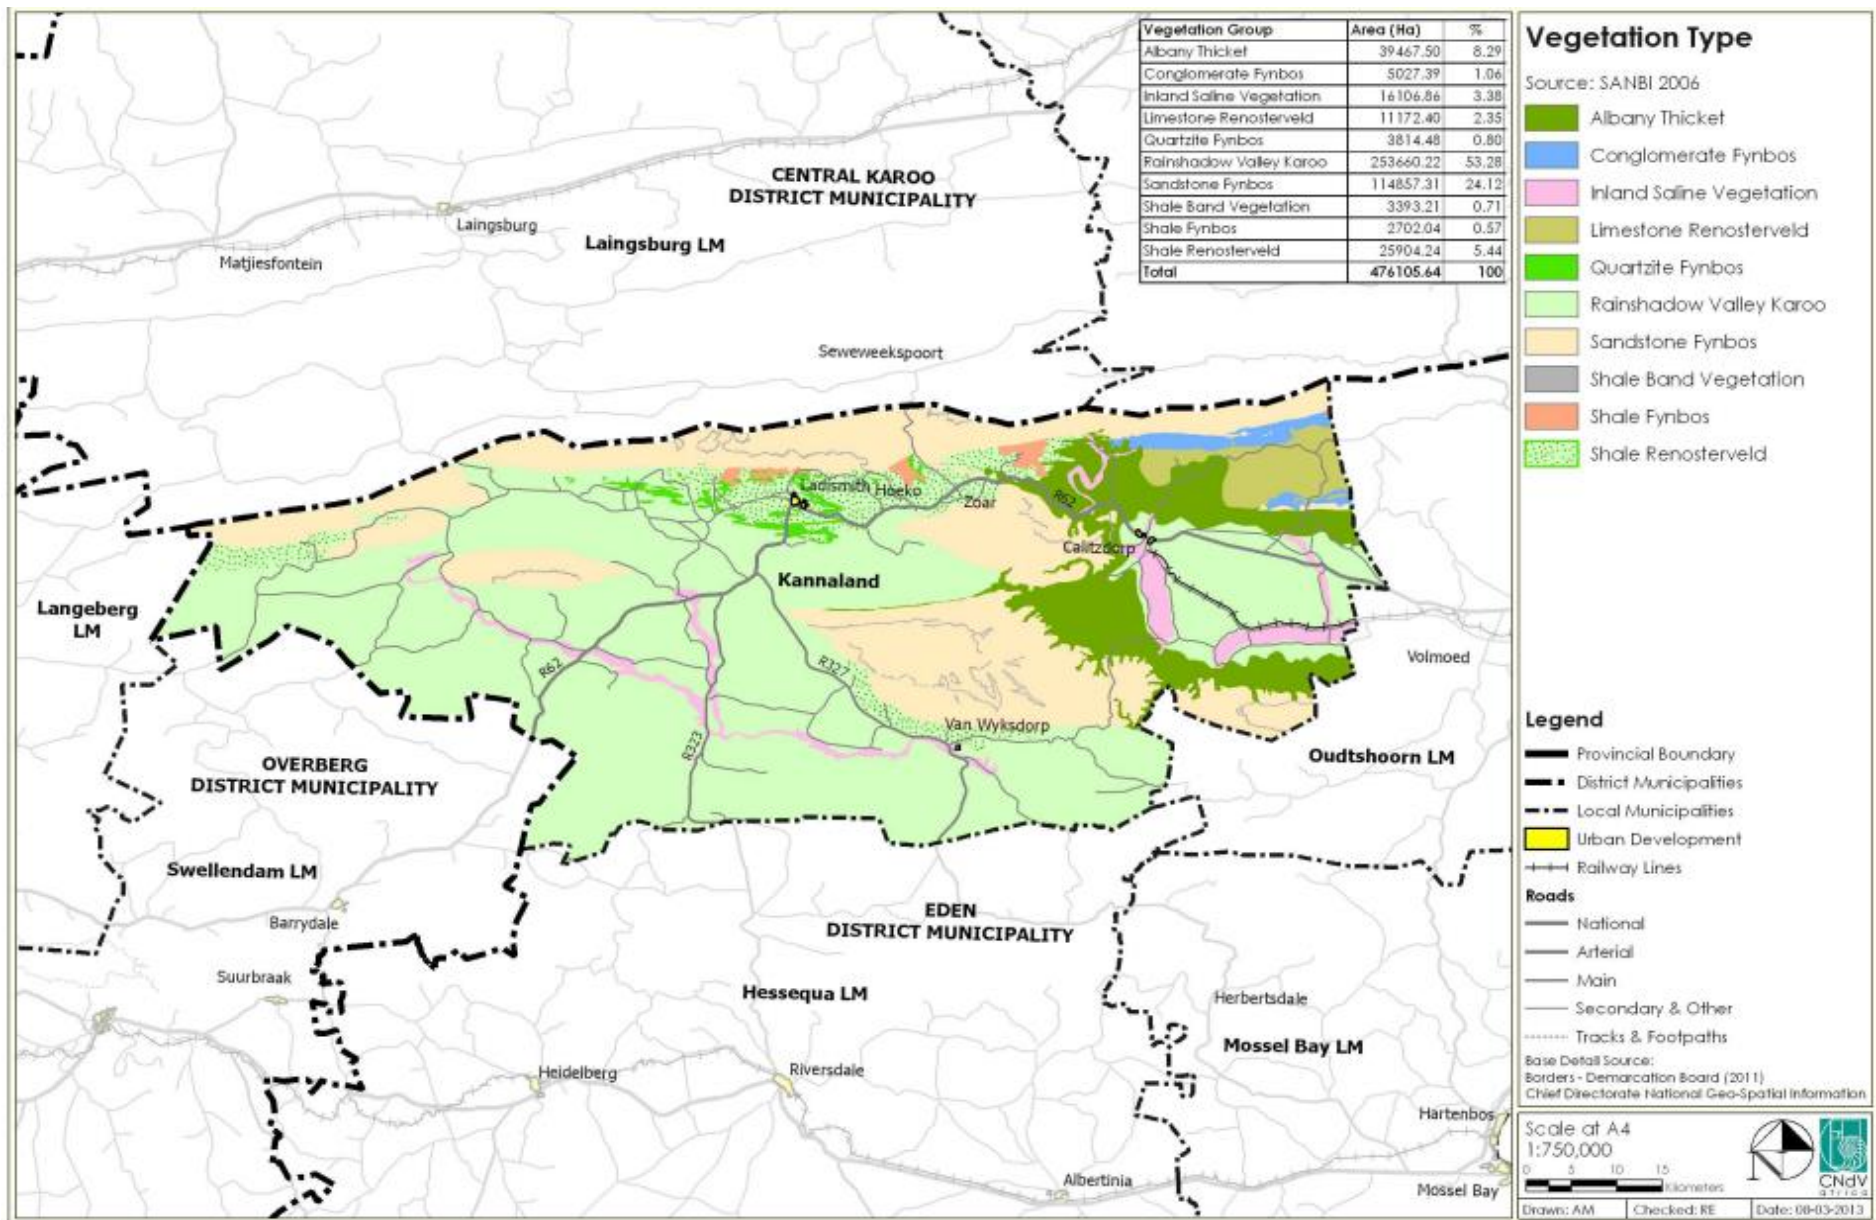 Vegetation Group Area (Ha) %
Albany Thicket 39467.50 8.29
Conglomerate Fynbos 5027.39 1.06
Inland Saline Vegetation 16106.86 3.38
Limestone Renosterveld 11172.40 2.35
Quartzite Fynbos 3814.48 0.80
Rainshadow Valley Karoo 253660.22 53.28
Sandstone Fynbos 114857.31 24.12
Shale Band Vegetation 3393.21 0.71
Shale Fynbos 2702.04 0.57
Shale Renosterveld 25904.24 5.44
Total 476105.64 100
CENTRAL KAROO
DISTRICT MUNICIPALITY
Laingsburg
Laingsburg LM
Matjiesfontein
Seweweekspoort
Ladismith
Hoeko
Zoar
R62
Calitzdorp
Kannaland
Langeberg
LM
Volmoed
R62
R327
Van Wyksdorp
R323
Oudtshoorn LM
OVERBERG
DISTRICT MUNICIPALITY
Swellendam LM
Barrydale
EDEN
DISTRICT MUNICIPALITY
Suurbraak
Hessequa LM
Herbertsdale
Mossel Bay LM
Heidelberg
Riversdale
Hartenbos
Albertinia
Mossel Bay
Vegetation Type
Source: SANBI 2006
Albany Thicket
Conglomerate Fynbos
Inland Saline Vegetation
Limestone Renosterveld
Quartzite Fynbos
Rainshadow Valley Karoo
Sandstone Fynbos
Shale Band Vegetation
Shale Fynbos
Shale Renosterveld
Legend
Provincial Boundary
District Municipalities
Local Municipalities
Urban Development
Railway Lines
Roads
National
Arterial
Main
Secondary & Other
Tracks & Footpaths
Base Detail Source:
Borders - Demarcation Board (2011)
Chief Directorate National Geo-Spatial Information
Scale at A4
1:750,000
0 5 10 15
Kilometers
N
CNdV
africa
Drawn: AM Checked: RE Date: 08-03-2013